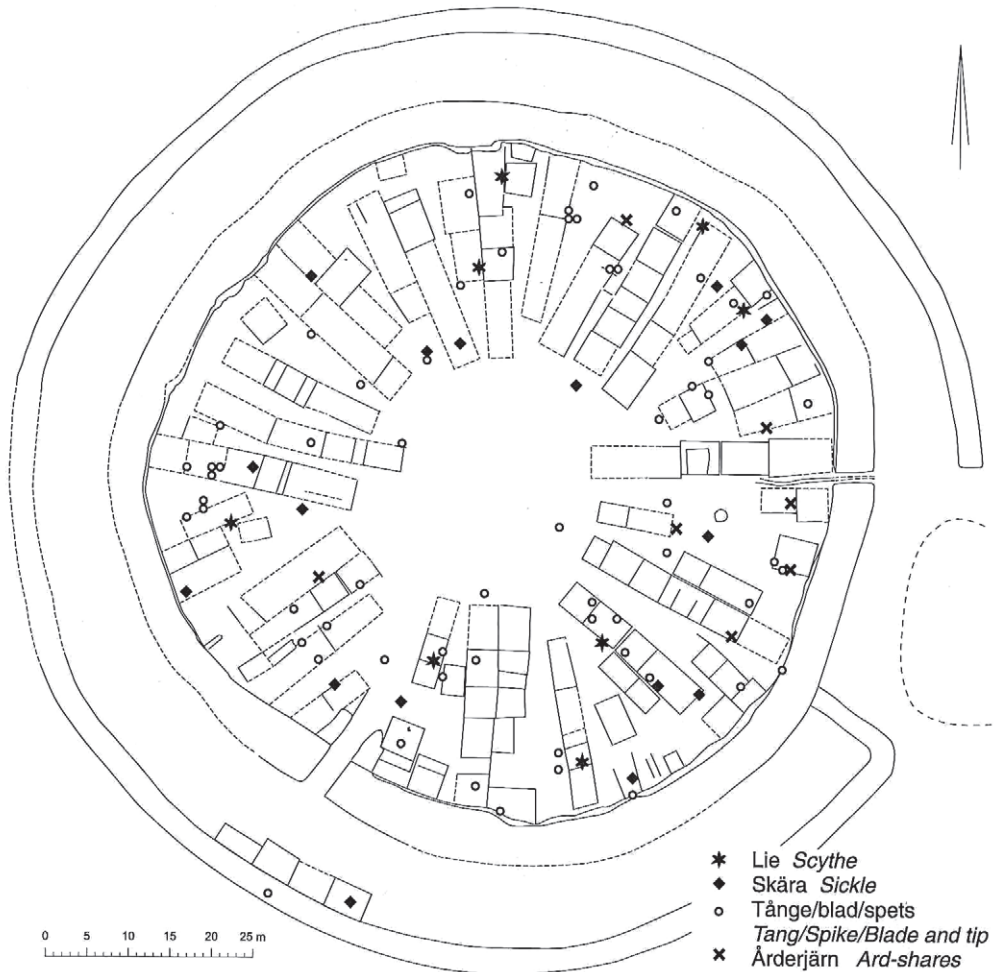 Lie Scythe
Skära Sickle
Tånge/blad/spets
Tang/Spike/Blade and tip
Årderjärn Ard-shares
0 5 10 15 20 25 m